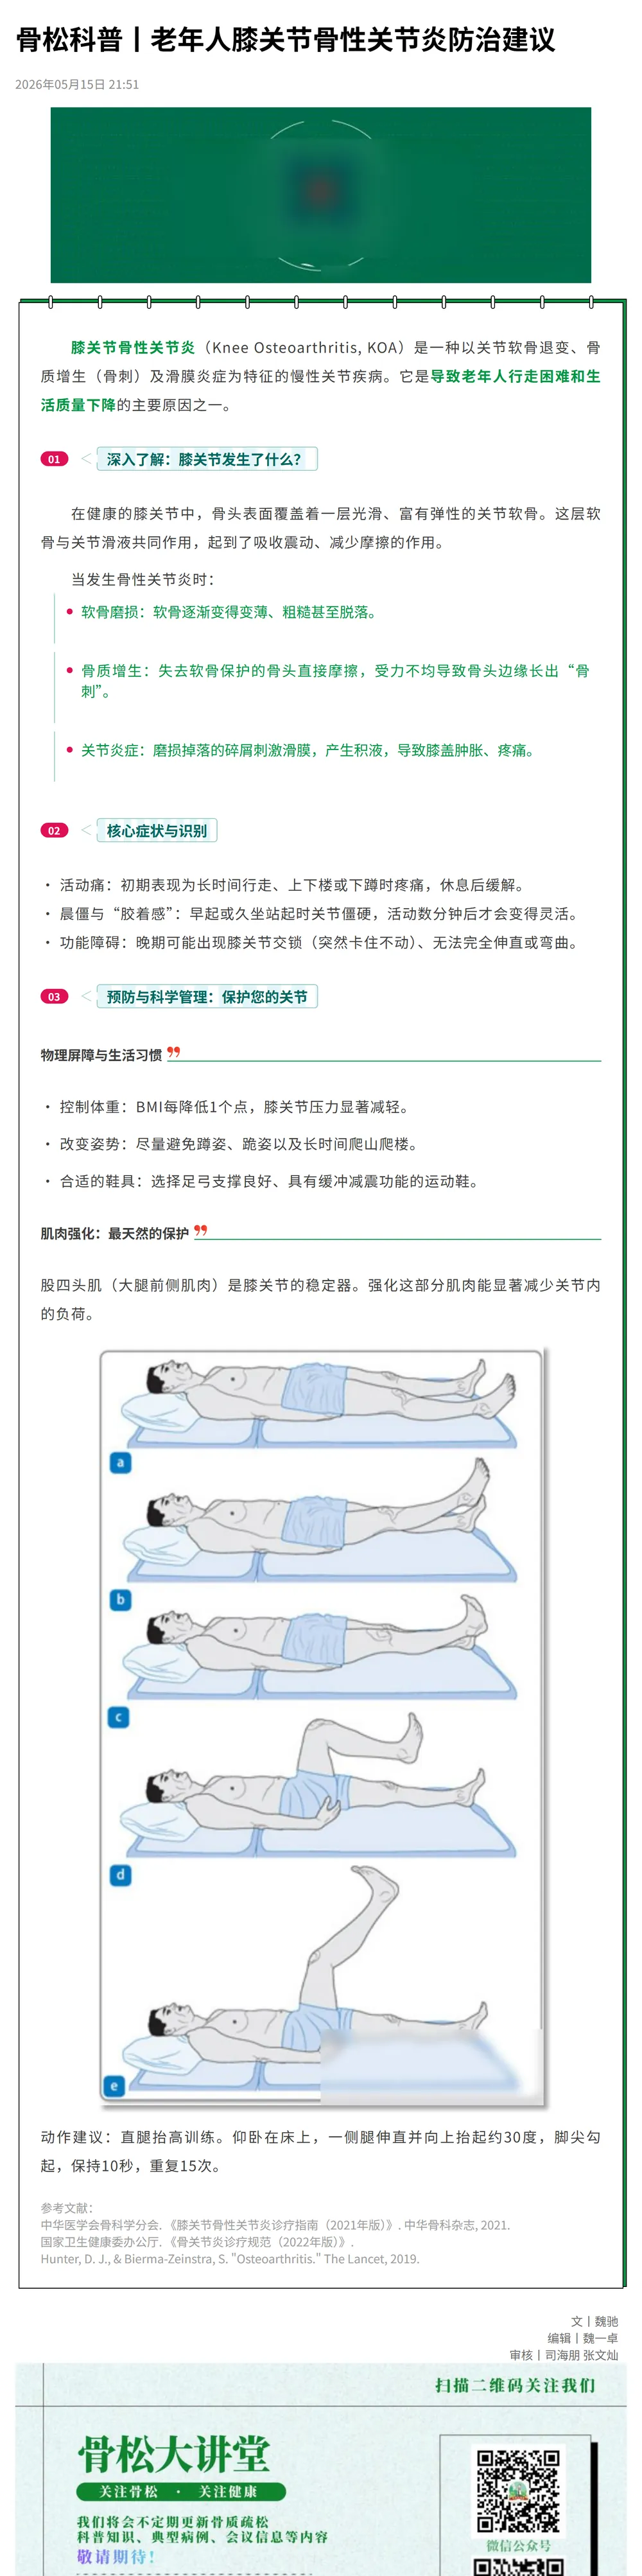 骨松科普丨老年人膝关节骨性关节炎防治建议
2026年05月15日 21:51
膝关节骨性关节炎（Knee Osteoarthritis, KOA）是一种以关节软骨退变、骨
质增生（骨刺）及滑膜炎症为特征的慢性关节疾病。它是导致老年人行走困难和生
活质量下降的主要原因之一。
01
深入了解：膝关节发生了什么？
在健康的膝关节中，骨头表面覆盖着一层光滑、富有弹性的关节软骨。这层软
骨与关节滑液共同作用，起到了吸收震动、减少摩擦的作用。
当发生骨性关节炎时：
• 软骨磨损：软骨逐渐变得变薄、粗糙甚至脱落。
• 骨质增生：失去软骨保护的骨头直接摩擦，受力不均导致骨头边缘长出“骨
刺”。
• 关节炎症：磨损掉落的碎屑刺激滑膜，产生积液，导致膝盖肿胀、疼痛。
02
核心症状与识别
• 活动痛：初期表现为长时间行走、上下楼或下蹲时疼痛，休息后缓解。
• 晨僵与“胶着感”：早起或久坐站起时关节僵硬，活动数分钟后才会变得灵活。
• 功能障碍：晚期可能出现膝关节交锁（突然卡住不动）、无法完全伸直或弯曲。
03
预防与科学管理：保护您的关节
物理屏障与生活习惯
• 控制体重：BMI每降低1个点，膝关节压力显著减轻。
• 改变姿势：尽量避免蹲姿、跪姿以及长时间爬山爬楼。
• 合适的鞋具：选择足弓支撑良好、具有缓冲减震功能的运动鞋。
肌肉强化：最天然的保护
股四头肌（大腿前侧肌肉）是膝关节的稳定器。强化这部分肌肉能显著减少关节内
的负荷。
a
b
c
d
e
动作建议：直腿抬高训练。仰卧在床上，一侧腿伸直并向上抬起约30度，脚尖勾
起，保持10秒，重复15次。
参考文献：
中华医学会骨科学分会. 《膝关节骨性关节炎诊疗指南（2021年版）》. 中华骨科杂志, 2021.
国家卫生健康委办公厅. 《骨关节炎诊疗规范（2022年版）》.
Hunter, D. J., & Bierma-Zeinstra, S. "Osteoarthritis." The Lancet, 2019.
文丨魏驰
编辑丨魏一卓
审核丨司海朋 张文灿
扫描二维码关注我们
骨松大讲堂
关注骨松 · 关注健康
我们将会不定期更新骨质疏松
科普知识、典型病例、会议信息等内容
敬请期待!
微信公众号